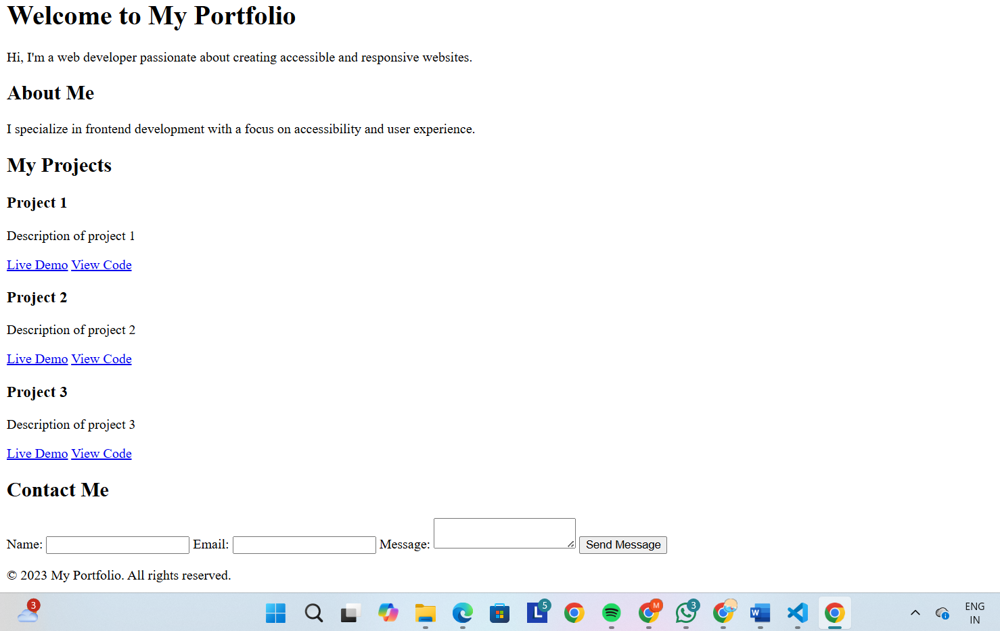 Welcome to My Portfolio
Hi, I'm a web developer passionate about creating accessible and responsive websites.
About Me
I specialize in frontend development with a focus on accessibility and user experience.
My Projects
Project 1
Description of project 1
Live Demo View Code
Project 2
Description of project 2
Live Demo View Code
Project 3
Description of project 3
Live Demo View Code
Contact Me
Name: Email: Message: Send Message
© 2023 My Portfolio. All rights reserved.
3 L 5 M 3 W ENG
IN